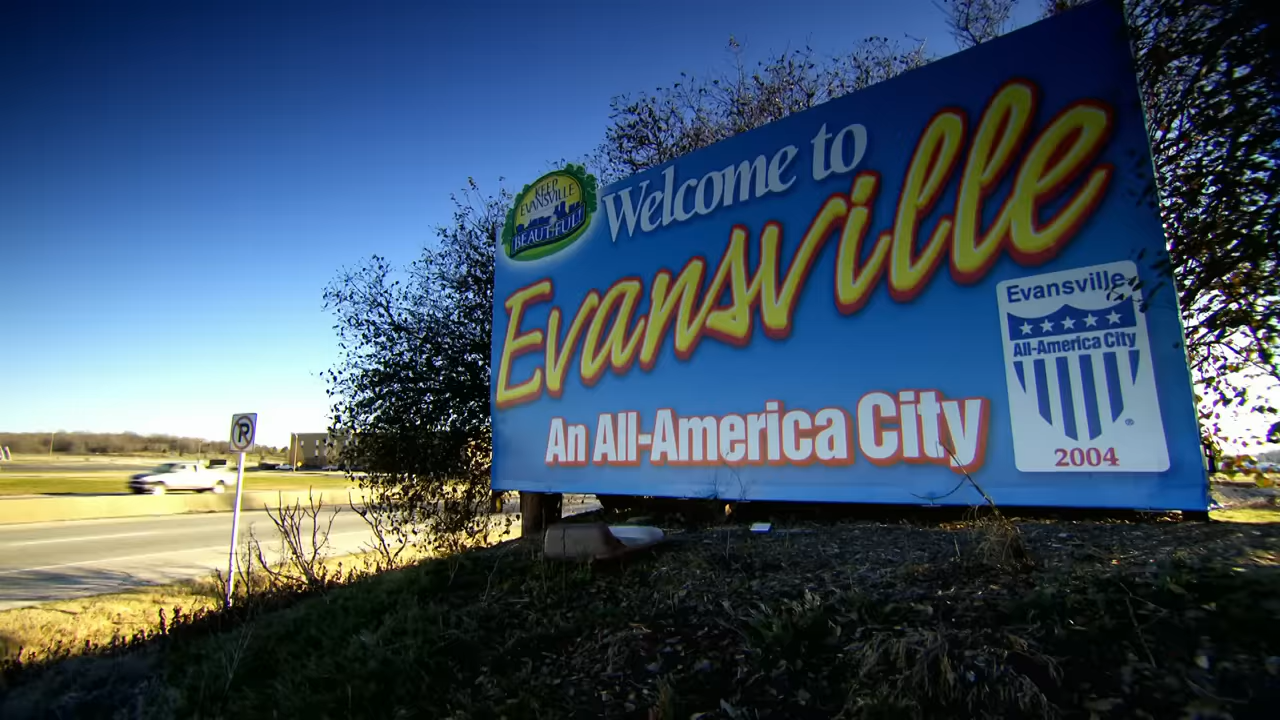 KEEP
EVANSVILLE
BEAUTIFUL!
Welcome to
Evansville
An All-America City
Evansville
All-America City
®
2004
P